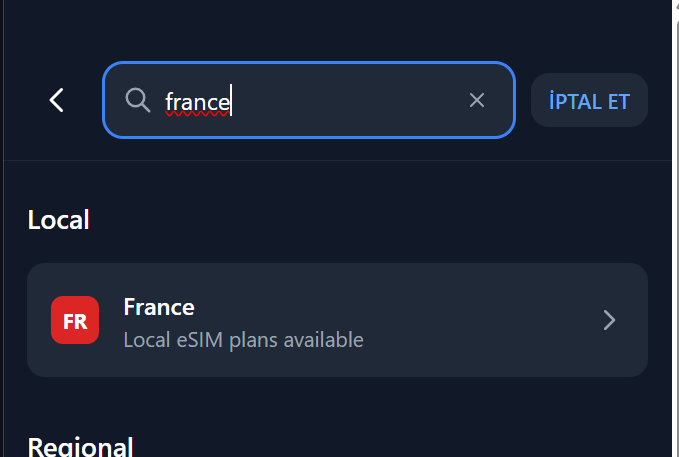 france
İPTAL ET
Local
FR
France
Local eSIM plans available
Regional